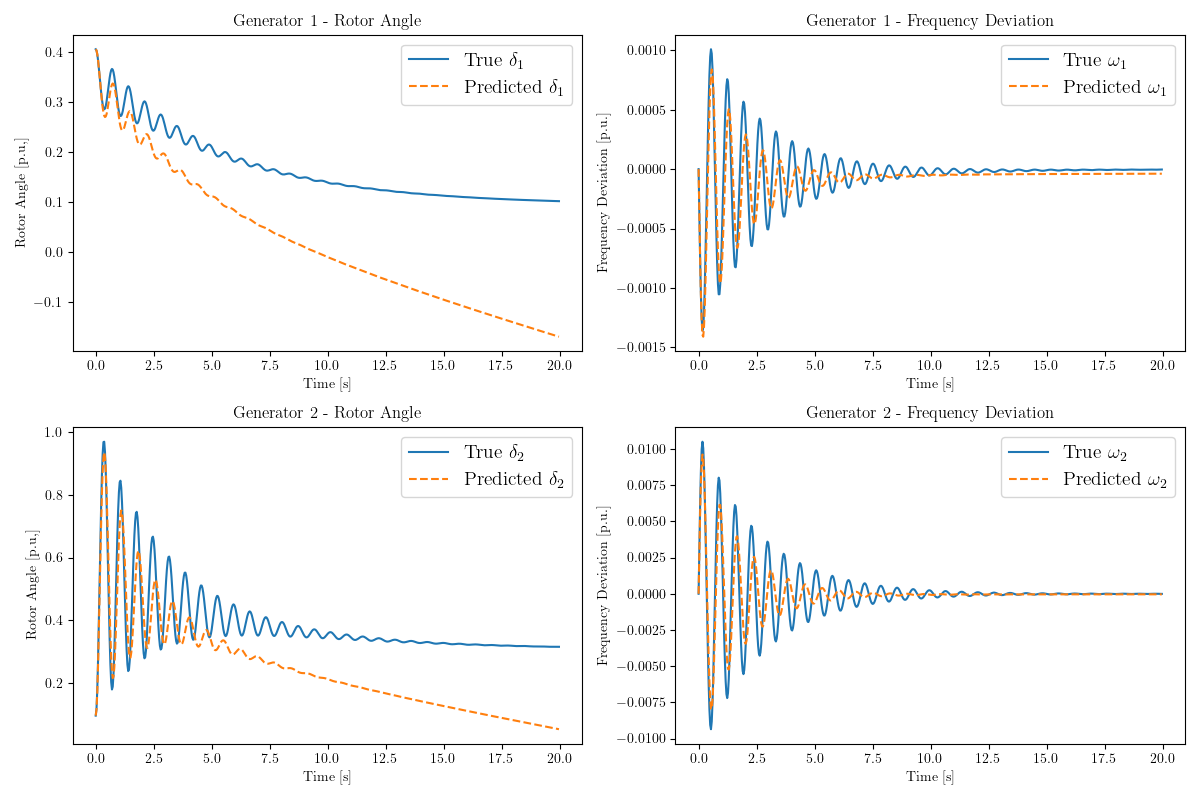 Generator 1 - Rotor Angle
0.4
0.3
0.2
0.1
0.0
−0.1
Rotor Angle [p.u,]
True δ₁
Predicted δ₁
0.0 2.5 5.0 7.5 10.0 12.5 15.0 17.5 20.0
Time [s]
Generator 1 - Frequency Deviation
0.0010
0.0005
0.0000
−0.0005
−0.0010
−0.0015
Frequency Deviation [p.u.]
True ω₁
Predicted ω₁
0.0 2.5 5.0 7.5 10.0 12.5 15.0 17.5 20.0
Time [s]
Generator 2 - Rotor Angle
1.0
0.8
0.6
0.4
0.2
Rotor Angle [p.u,]
True δ₂
Predicted δ₂
0.0 2.5 5.0 7.5 10.0 12.5 15.0 17.5 20.0
Time [s]
Generator 2 - Frequency Deviation
0.0100
0.0075
0.0050
0.0025
0.0000
−0.0025
−0.0050
−0.0075
−0.0100
Frequency Deviation [p.u.]
True ω₂
Predicted ω₂
0.0 2.5 5.0 7.5 10.0 12.5 15.0 17.5 20.0
Time [s]